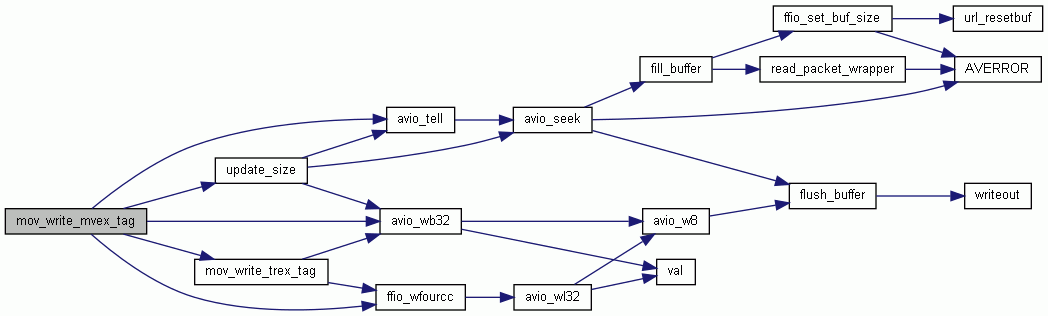 ffio_set_buf_size
url_resetbuf
fill_buffer
read_packet_wrapper
AVERROR
avio_tell
avio_seek
update_size
flush_buffer
writeout
mov_write_mvex_tag
avio_wb32
avio_w8
mov_write_trex_tag
val
ffio_wfourcc
avio_wl32